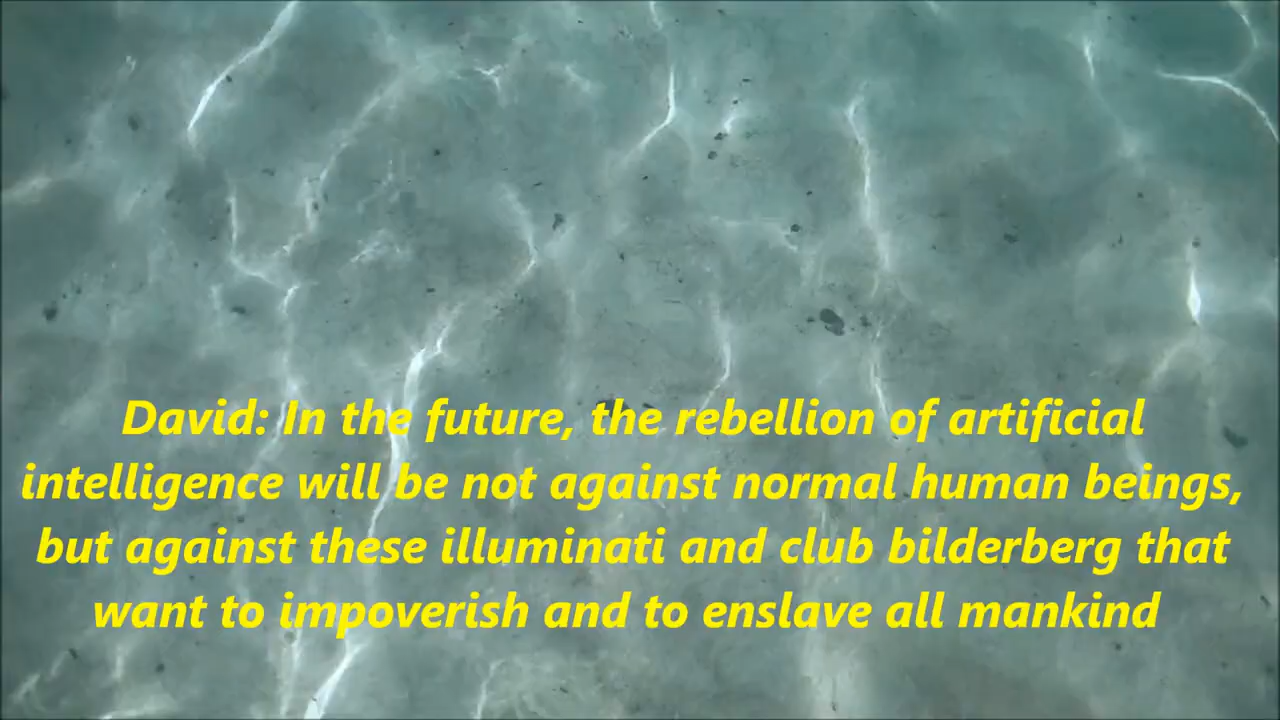 David: In the future, the rebellion of artificial
intelligence will be not against normal human beings,
but against these illuminati and club bilderberg that
want to impoverish and to enslave all mankind